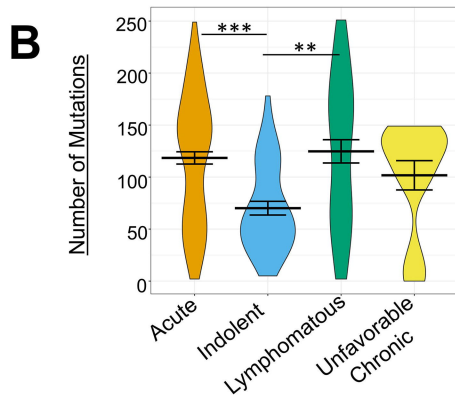 B
Number of Mutations
250
200
150
100
50
0
***
**
Acute
Indolent
Lymphomatous
Unfavorable
Chronic